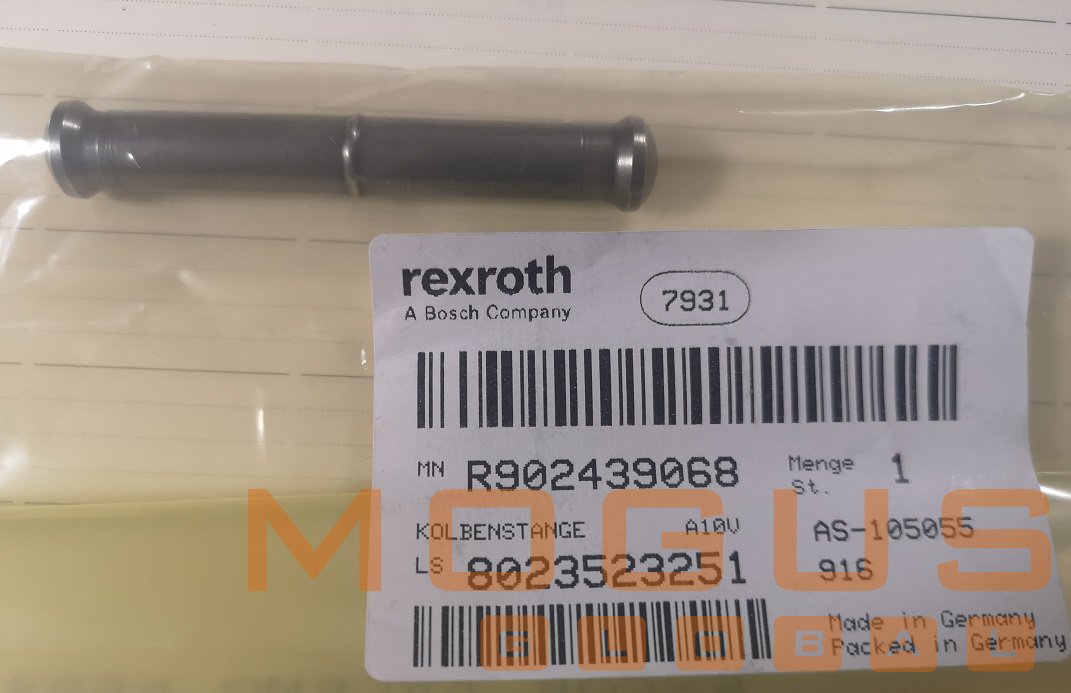 rexroth
A Bosch Company
7931
MN R902439068 Menge 1
St.
KOLBENSTANGE A10V AS-105055
LS 8023523251 916
Made in Germany
Packed in Germany
MOGUS
GLOBAL